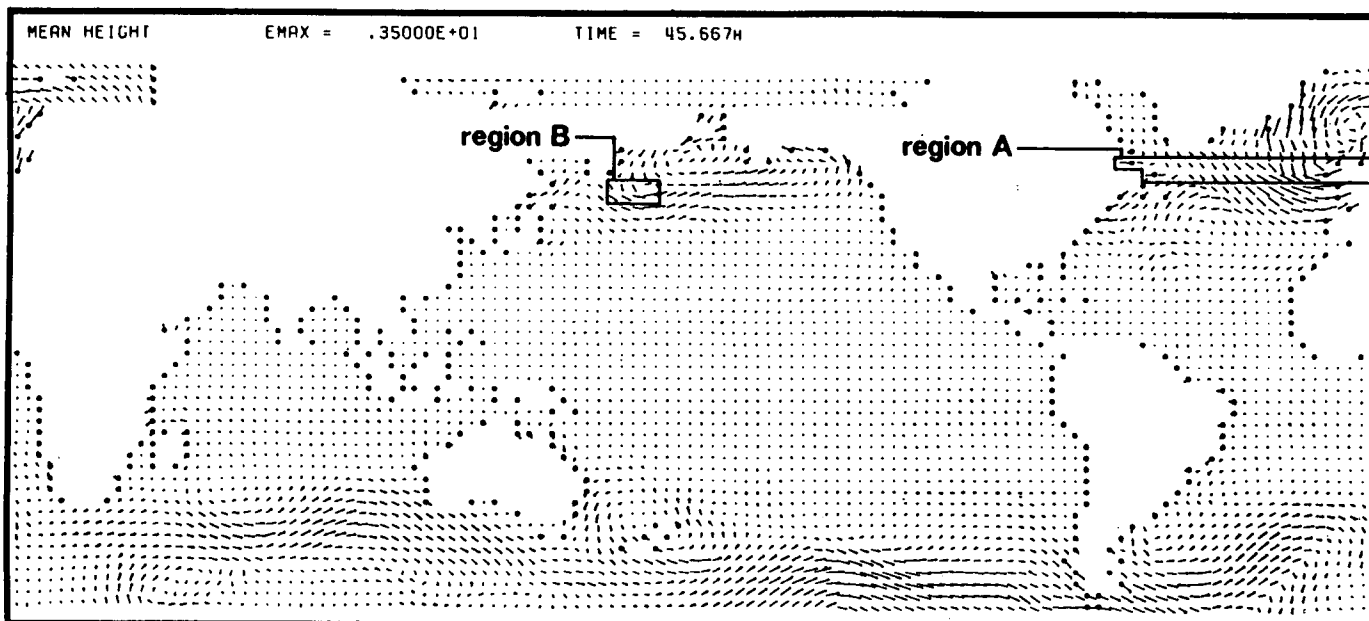 MEAN HEIGHT EMAX = .35000E+01 TIME = 45.667H
region B
region A